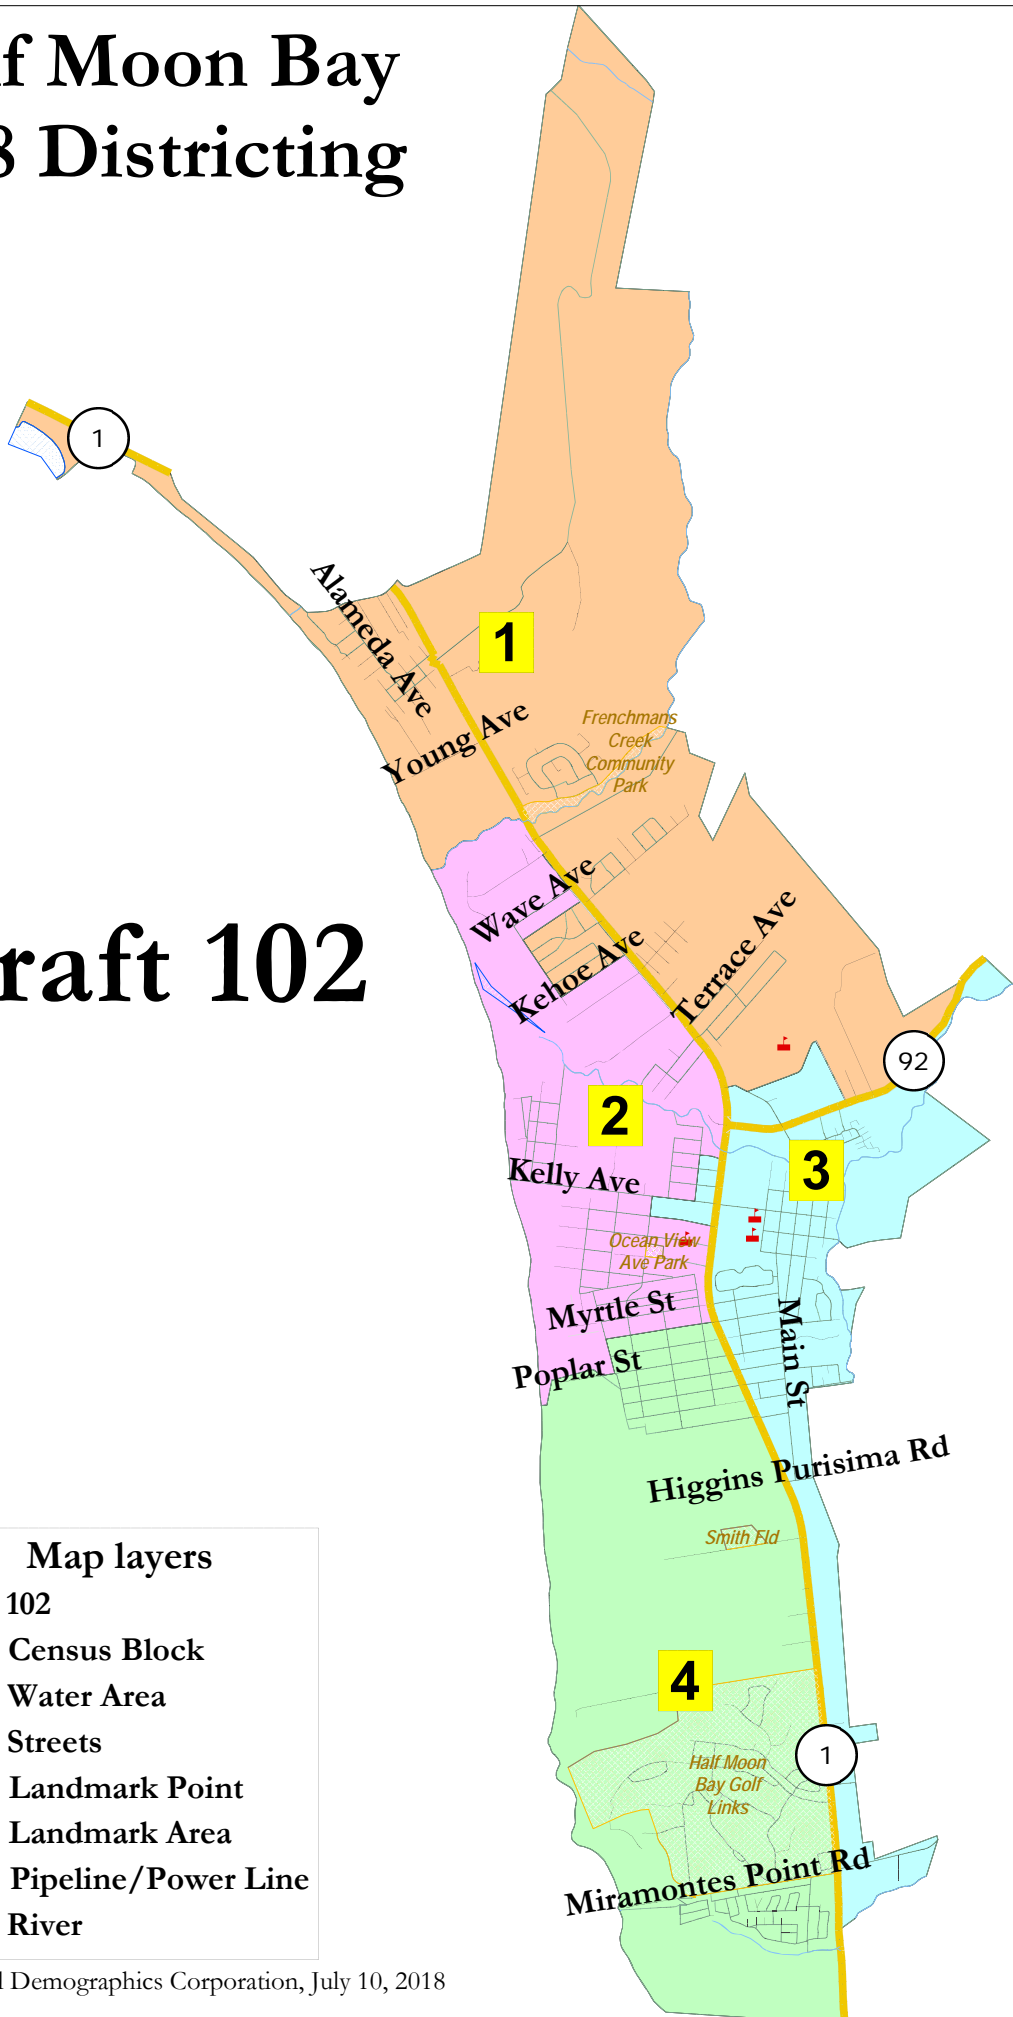 f Moon Bay
8 Districting
1
Alameda Ave
1
Young Ave
Frenchmans
Creek
Community
Park
Wave Ave
raft 102
Kehoe Ave
Terrace Ave
92
2
3
Kelly Ave
Ocean View
Ave Park
Myrtle St
Main St
Poplar St
Higgins Purisima Rd
Smith Fld
4
1
Half Moon
Bay Golf
Links
Miramontes Point Rd
Map layers
102
Census Block
Water Area
Streets
Landmark Point
Landmark Area
Pipeline/Power Line
River
l Demographics Corporation, July 10, 2018